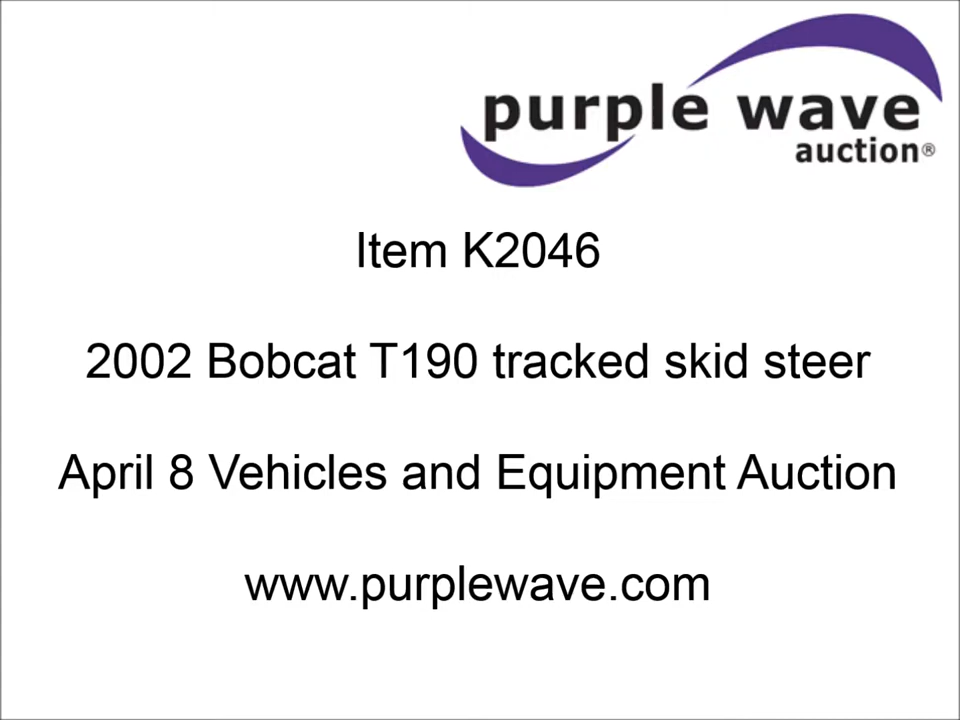 purple wave
auction®
Item K2046
2002 Bobcat T190 tracked skid steer
April 8 Vehicles and Equipment Auction
www.purplewave.com